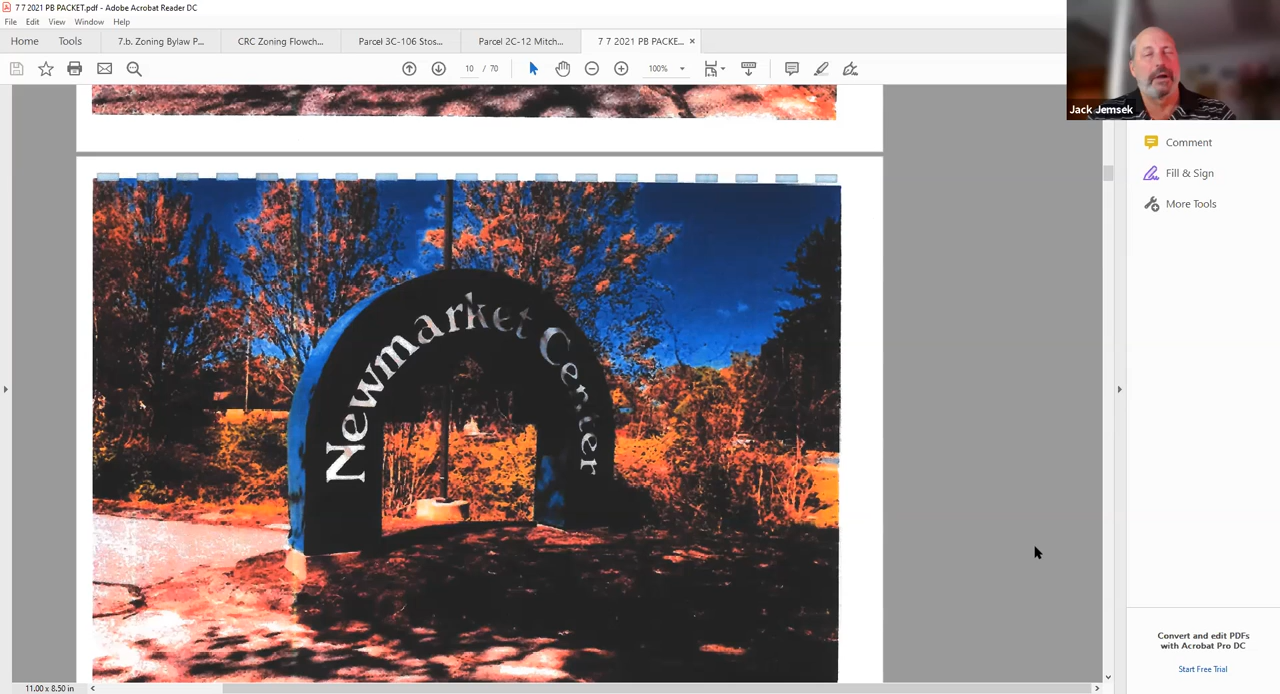 7 7 2021 PB PACKET.pdf - Adobe Acrobat Reader DC
File Edit View Window Help
Home Tools 7.b. Zoning Bylaw P... CRC Zoning Flowch... Parcel 3C-106 Stos... Parcel 2C-12 Mitch... 7 7 2021 PB PACKE... ×
10 / 70 100%
Jack Jemsek
Comment
Fill & Sign
More Tools
Newmarket Center
Convert and edit PDFs
with Acrobat Pro DC
Start Free Trial
11.00 x 8.50 in